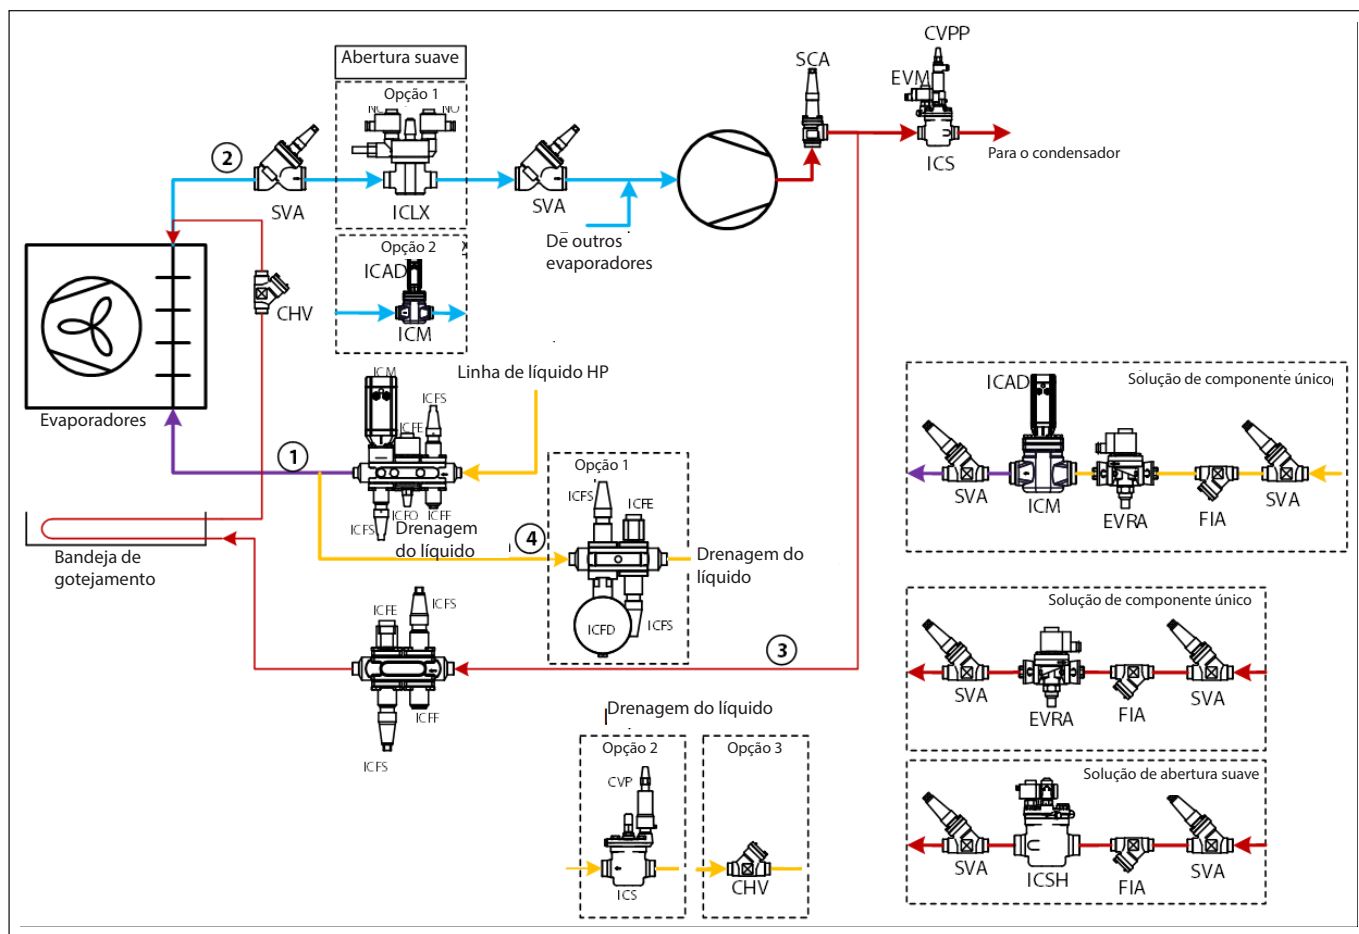 CVPP
Abertura suave
SCA
EVM
Opção 1
NO
2
Para o condensador
ICS
SVA
ICLX
SVA
De outros
evaporadores
Opção 2
ICAD
CHV
ICM
Linha de líquido HP
ICM
ICAD
Solução de componente único
ICFS
Evaporadores
ICFE
1
Opção 1
ICFS
ICFE
SVA
ICM
EVRA
FIA
SVA
ICFS
ICFO
ICFF
Drenagem
do líquido
4
Drenagem do
líquido
Bandeja de
gotejamento
ICFE
ICFS
ICFD
ICFS
Solução de componente único
3
SVA
EVRA
FIA
SVA
ICFF
ICFS
Drenagem do líquido
Opção 2
Opção 3
CVP
Solução de abertura suave
ICS
CHV
SVA
ICSH
FIA
SVA